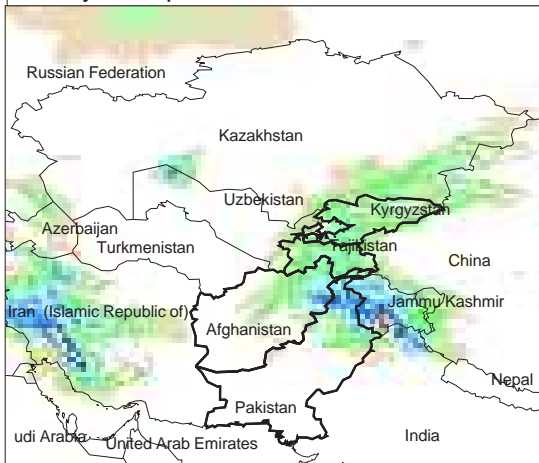 Russian Federation
Kazakhstan
Uzbekistan
Kyrgyzstan
Azerbaijan
Turkmenistan
Tajikistan
China
Iran (Islamic Republic of)
Jammu Kashmir
Afghanistan
Nepal
Pakistan
udi Arabia
United Arab Emirates
India